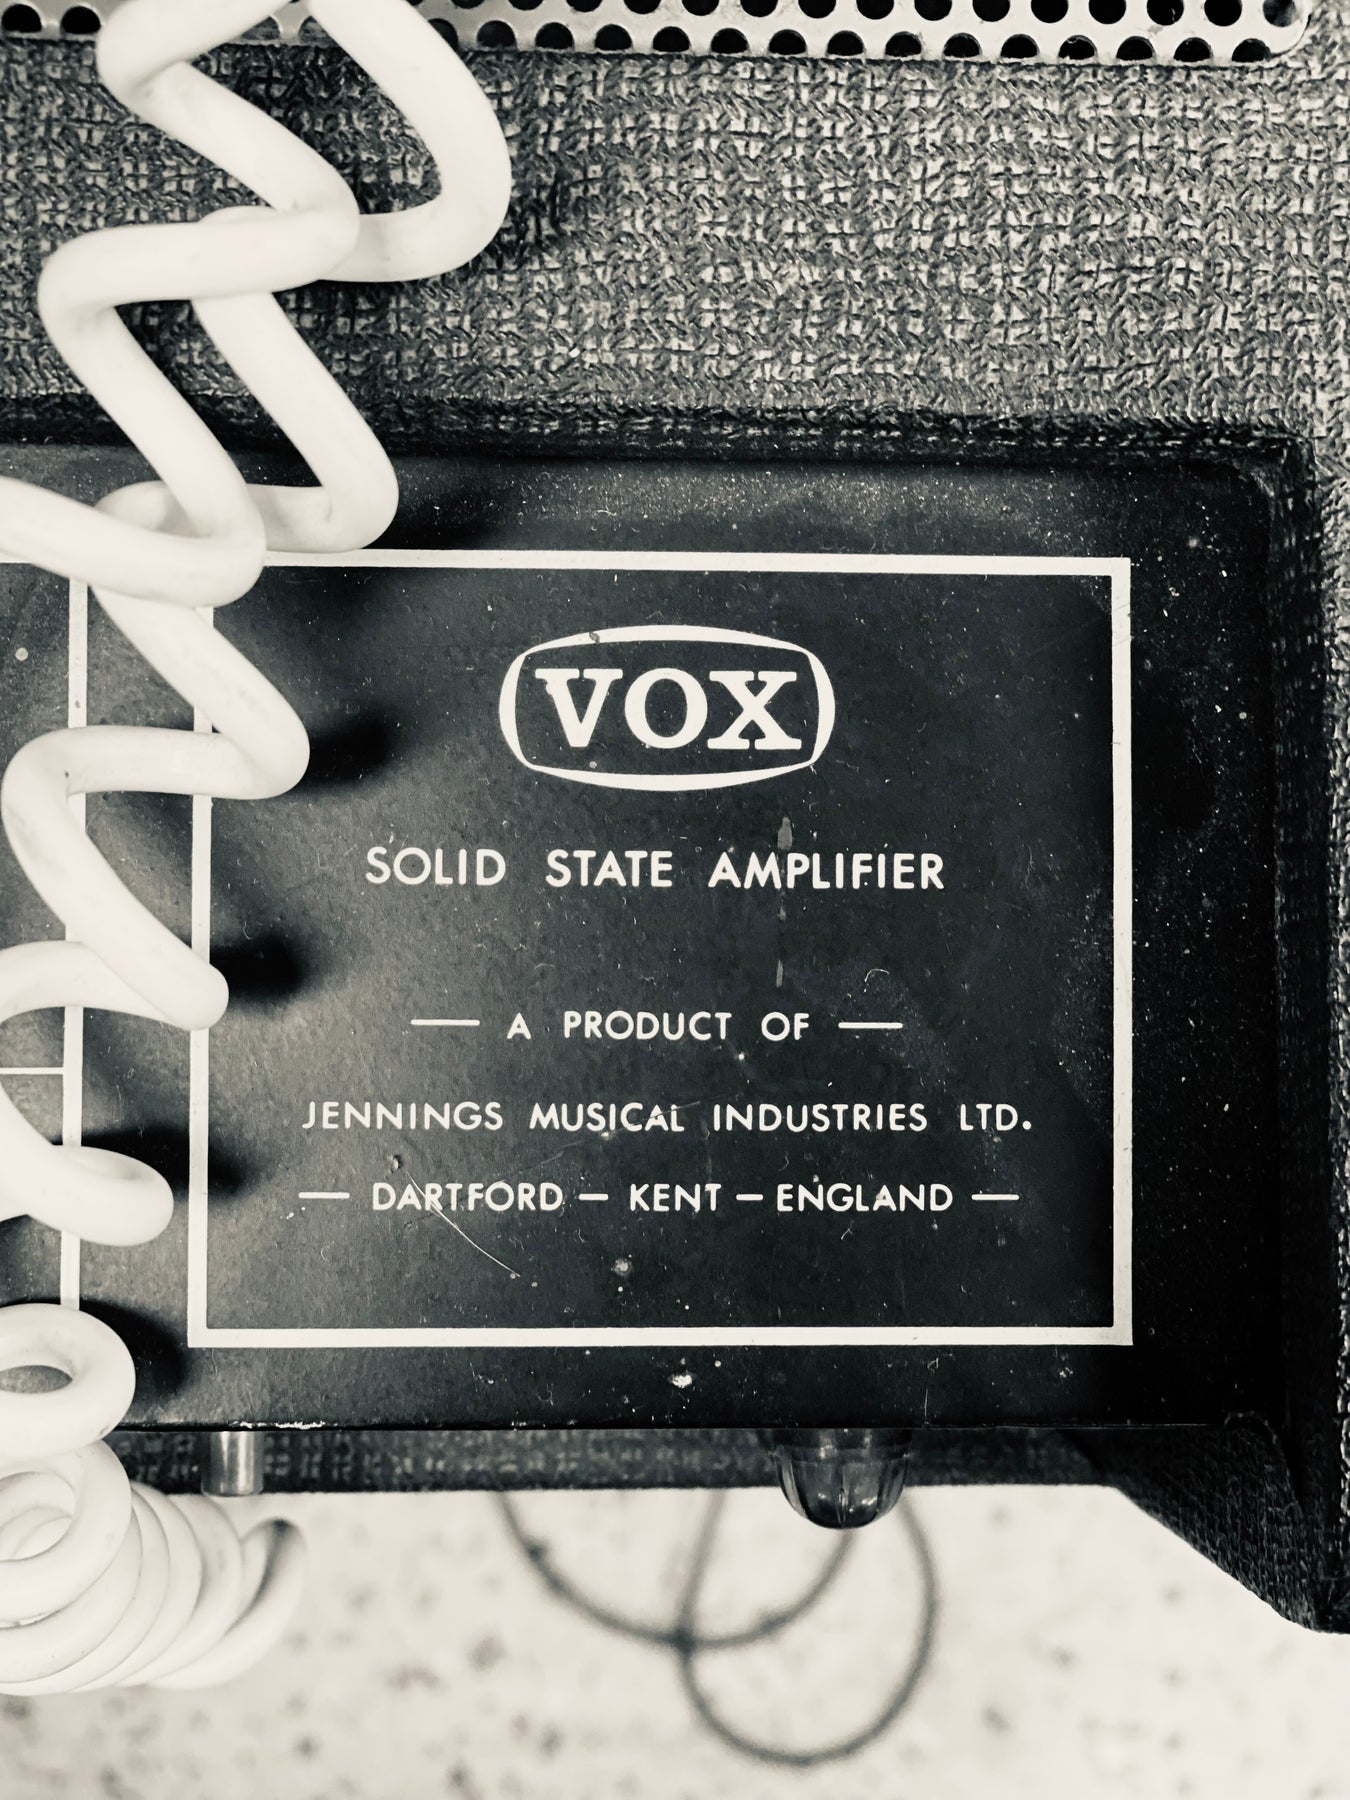 VOX
SOLID STATE AMPLIFIER
— A PRODUCT OF —
JENNINGS MUSICAL INDUSTRIES LTD.
— DARTFORD — KENT — ENGLAND —